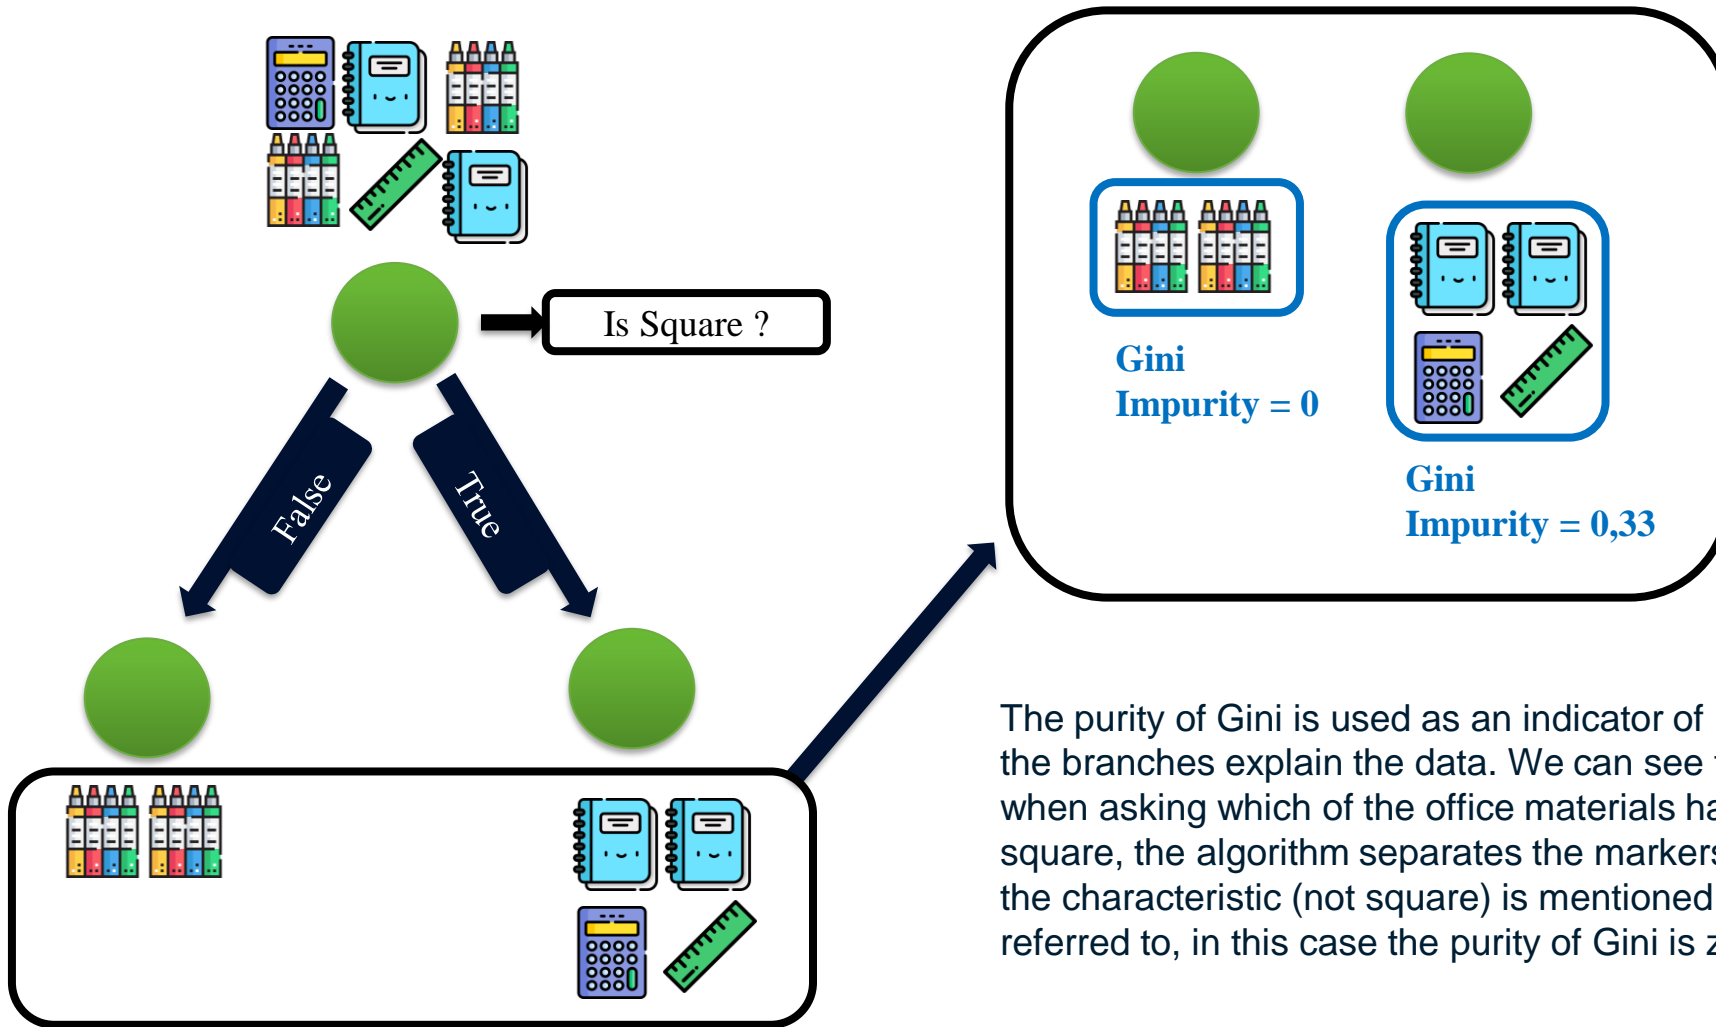 Is Square ?
False
True
Gini
Impurity = 0
Gini
Impurity = 0,33
The purity of Gini is used as an indicator of
the branches explain the data. We can see
when asking which of the office materials
square, the algorithm separates the markers
the characteristic (not square) is mentioned
referred to, in this case the purity of Gini is